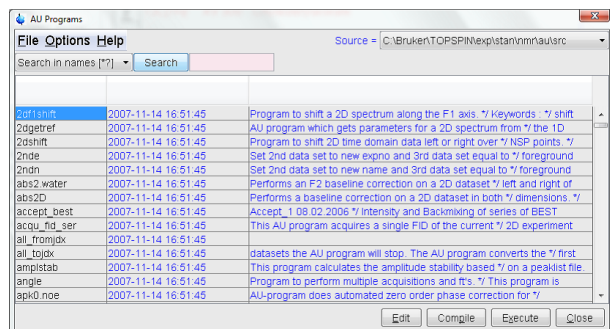 AU Programs
File Options Help
Source = C:\Bruker\TOPSPIN\exp\stan\nmr\au\src
Search in names [*?] Search
2df1shift 2007-11-14 16:51:45 Program to shift a 2D spectrum along the F1 axis. */ Keywords : */ shift
2dgetref 2007-11-14 16:51:45 AU program which gets parameters for a 2D spectrum from */ the 1D
2dshift 2007-11-14 16:51:45 Program to shift 2D time domain data left or right over */ NSP points. */
2nde 2007-11-14 16:51:45 Set 2nd data set to new expno and 3rd data set equal to */ foreground
2ndn 2007-11-14 16:51:45 Set 2nd data set to new name and 3rd data set equal to */ foreground
abs2.water 2007-11-14 16:51:45 Performs an F2 baseline correction on a 2D dataset */ left and right of
abs2D 2007-11-14 16:51:45 Performs a baseline correction on a 2D dataset in both */ dimensions. */
accept_best 2007-11-14 16:51:45 Accept_1 08.02.2006 */ Intensity and Backmixing of series of BEST
acqu_fid_ser 2007-11-14 16:51:45 This AU program acquires a single FID of the current */ 2D experiment
all_fromjdx 2007-11-14 16:51:45
all_tojdx 2007-11-14 16:51:45 datasets the AU program will stop. The AU program converts the */ first
amplstab 2007-11-14 16:51:45 This program calculates the amplitude stability based */ on a peaklist file.
angle 2007-11-14 16:51:45 Program to perform multiple acquisitions and ft's. */ This program is
apk0.noe 2007-11-14 16:51:45 AU-program does automated zero order phase correction for */
Edit Compile Execute Close